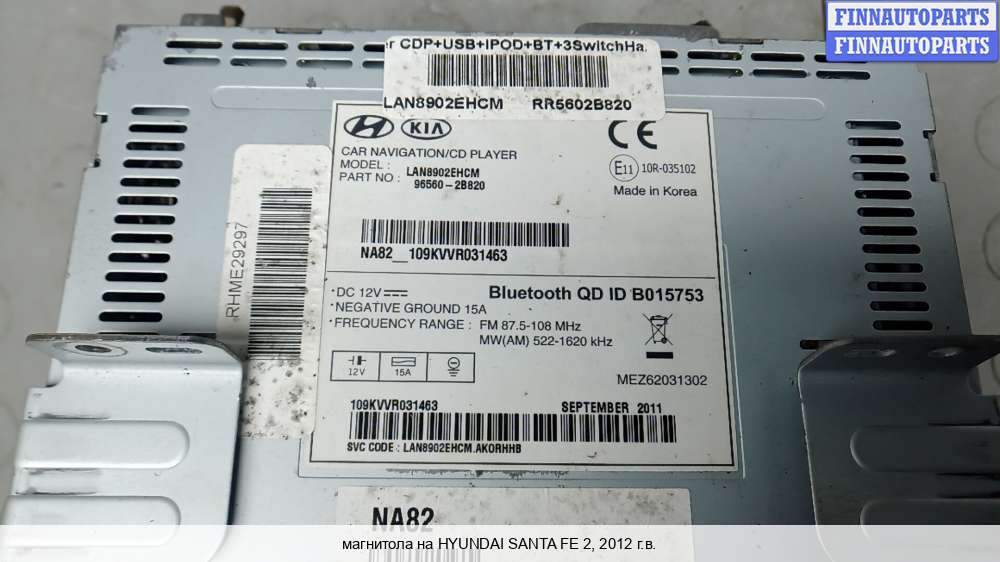 FINNAUTOPARTS
FINNAUTOPARTS
CDP+USB+IPOD+BT+3SwitchHa.
LAN8902EHCM RR5602B820
KIA
CE
CAR NAVIGATION/CD PLAYER
MODEL : LAN8902EHCM
PART NO : 96560-2B820
E11 10R-035102
Made in Korea
NA82__109KVVR031463
RHME29297
*DC 12V
Bluetooth QD ID B015753
*NEGATIVE GROUND 15A
*FREQUENCY RANGE : FM 87.5-108 MHz
MW(AM) 522-1620 kHz
12V 15A
MEZ62031302
109KVVR031463 SEPTEMBER 2011
SVC CODE : LAN8902EHCM.AKORHHB
NA82
магнитола на HYUNDAI SANTA FE 2, 2012 г.в.
FINNAUTOPARTS
FINNAUTOPARTS